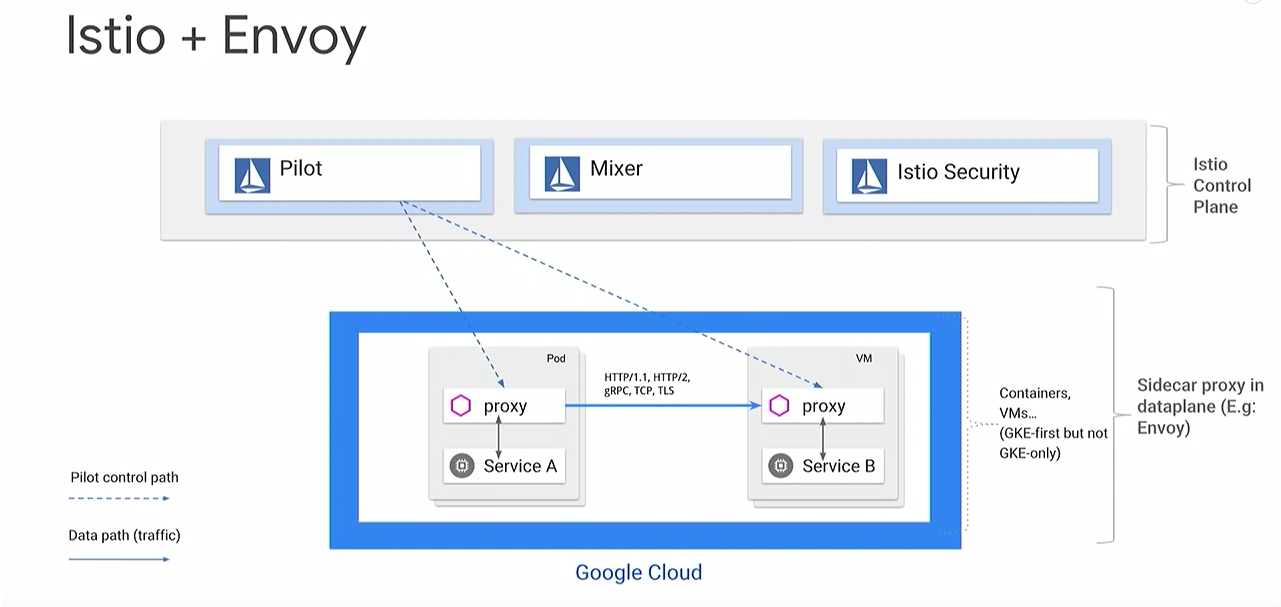 Istio + Envoy
Pilot
Mixer
Istio Security
Istio
Control
Plane
Pod
VM
HTTP/1.1, HTTP/2,
gRPC, TCP, TLS
proxy
proxy
Service A
Service B
Containers,
VMs...
(GKE-first but not
GKE-only)
Sidecar proxy in
dataplane (E.g:
Envoy)
Pilot control path
Data path (traffic)
Google Cloud